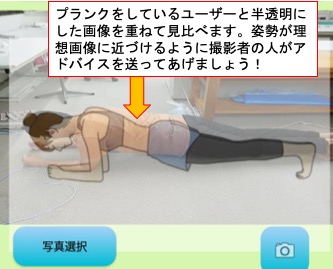 プランクをしているユーザーと半透明に
した画像を重ねて見比べます。姿勢が理
想画像に近づけるように撮影者の人がア
ドバイスを送ってあげましょう！
写真選択